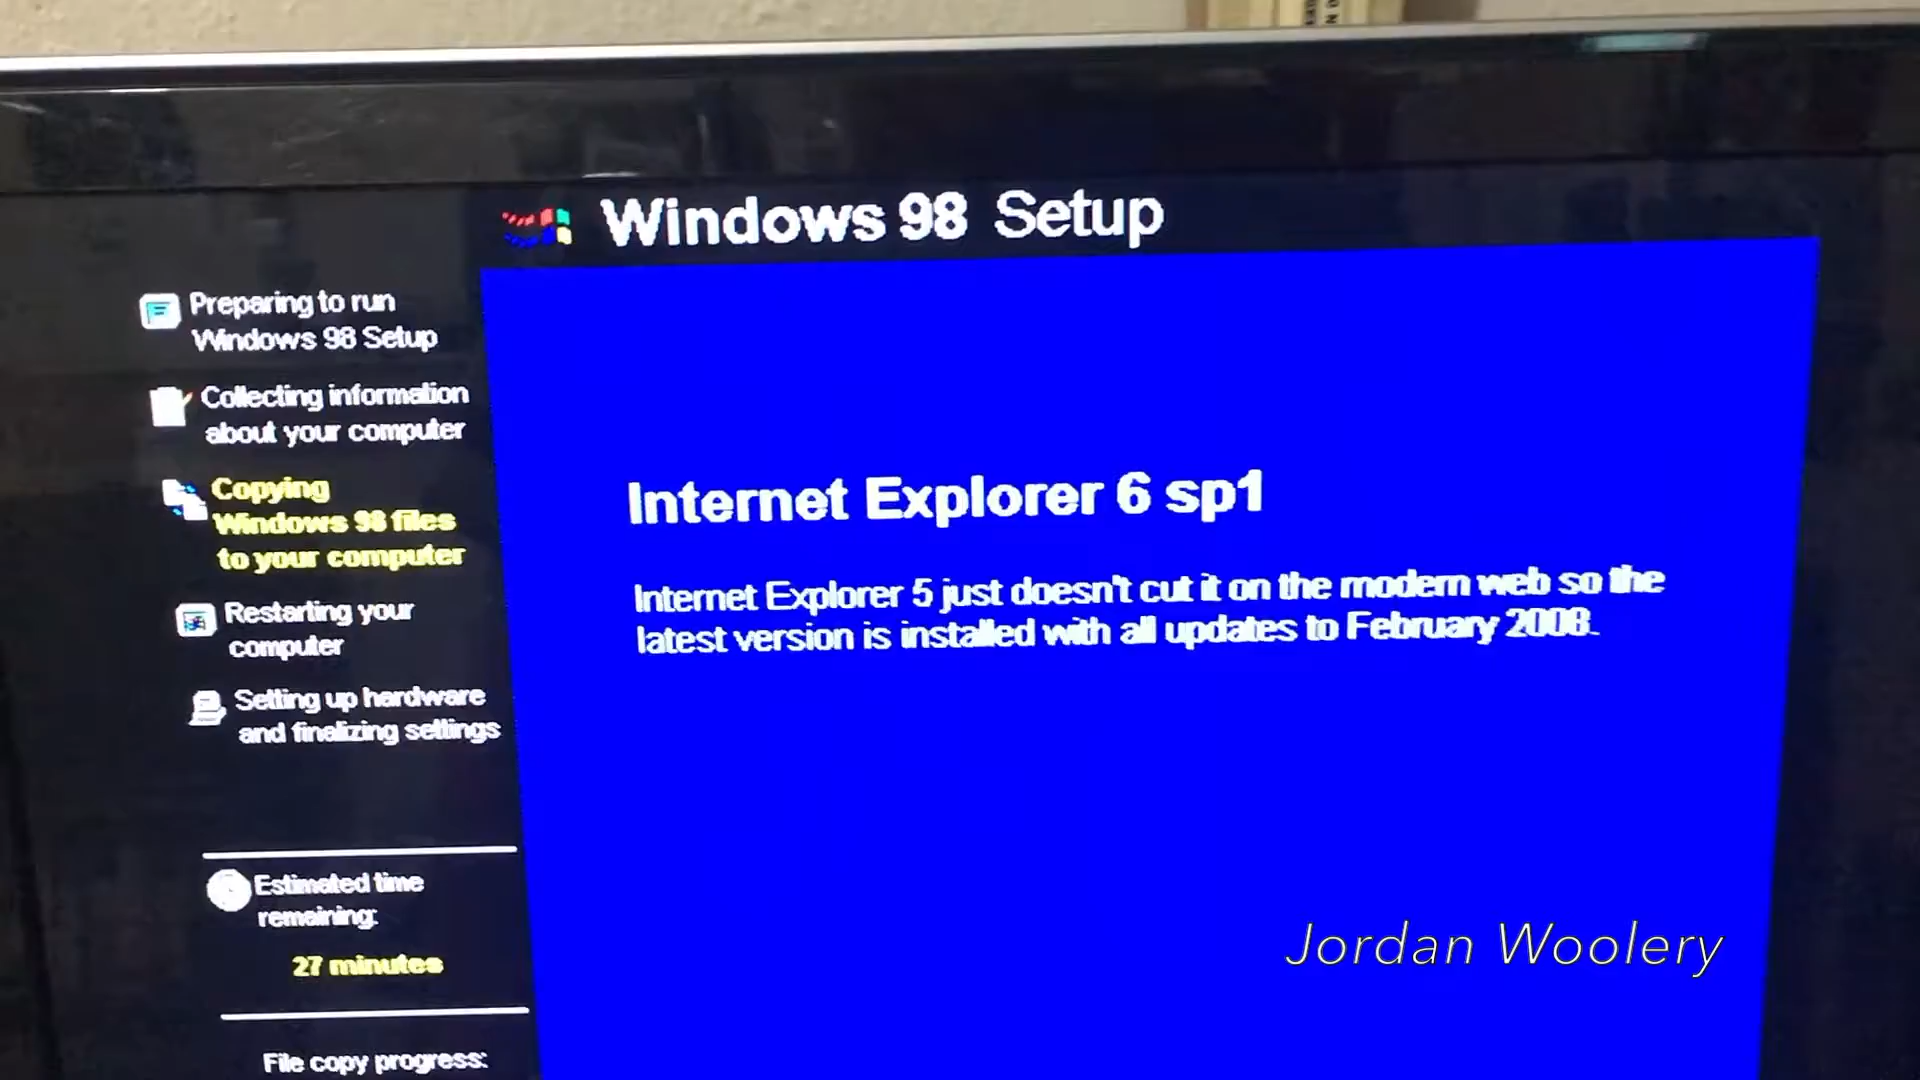 Windows 98 Setup
Preparing to run
Windows 98 Setup
Collecting information
about your computer
Copying
Windows 98 files
to your computer
Restarting your
computer
Setting up hardware
and finalizing settings
Estimated time
remaining:
27 minutes
File copy progress:
Internet Explorer 6 sp1
Internet Explorer 5 just doesn't cut it on the modern web so the
latest version is installed with all updates to February 2008.
Jordan Woolery